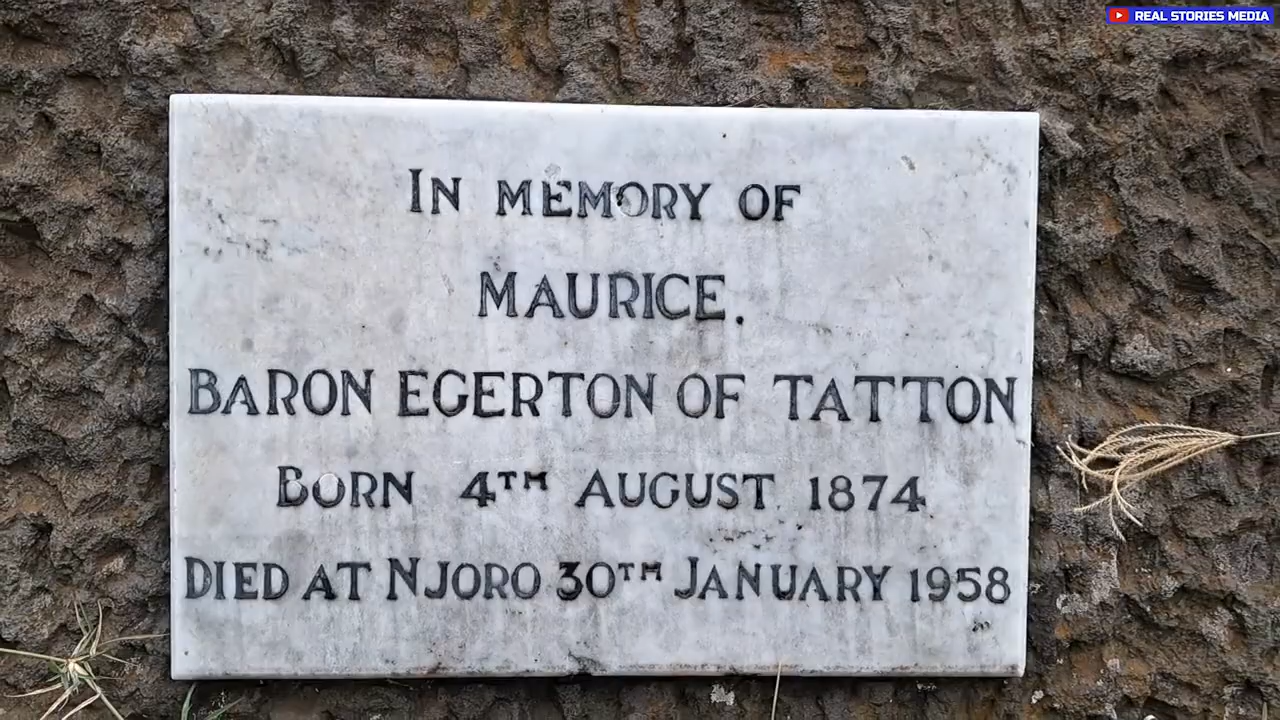 REAL STORIES MEDIA
IN MEMORY OF
MAURICE.
BARON EGERTON OF TATTON
BORN 4TH AUGUST 1874
DIED AT NJORO 30TH JANUARY 1958